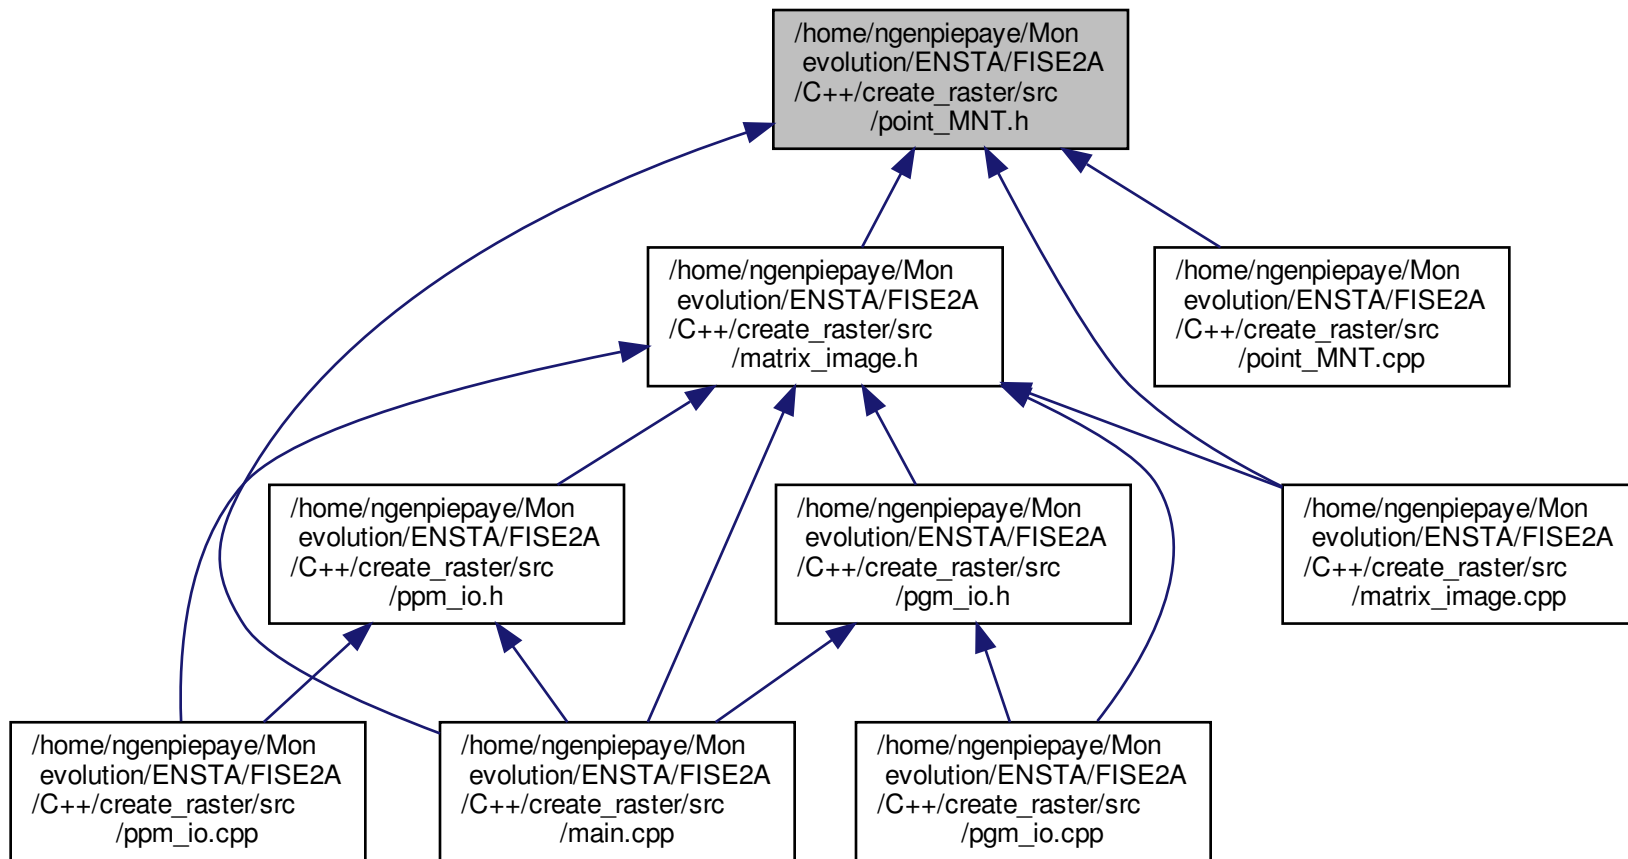 /home/ngenpiepaye/Mon
evolution/ENSTA/FISE2A
/C++/create_raster/src
/point_MNT.h
/home/ngenpiepaye/Mon
evolution/ENSTA/FISE2A
/C++/create_raster/src
/matrix_image.h
/home/ngenpiepaye/Mon
evolution/ENSTA/FISE2A
/C++/create_raster/src
/point_MNT.cpp
/home/ngenpiepaye/Mon
evolution/ENSTA/FISE2A
/C++/create_raster/src
/ppm_io.h
/home/ngenpiepaye/Mon
evolution/ENSTA/FISE2A
/C++/create_raster/src
/pgm_io.h
/home/ngenpiepaye/Mon
evolution/ENSTA/FISE2A
/C++/create_raster/src
/matrix_image.cpp
/home/ngenpiepaye/Mon
evolution/ENSTA/FISE2A
/C++/create_raster/src
/ppm_io.cpp
/home/ngenpiepaye/Mon
evolution/ENSTA/FISE2A
/C++/create_raster/src
/main.cpp
/home/ngenpiepaye/Mon
evolution/ENSTA/FISE2A
/C++/create_raster/src
/pgm_io.cpp